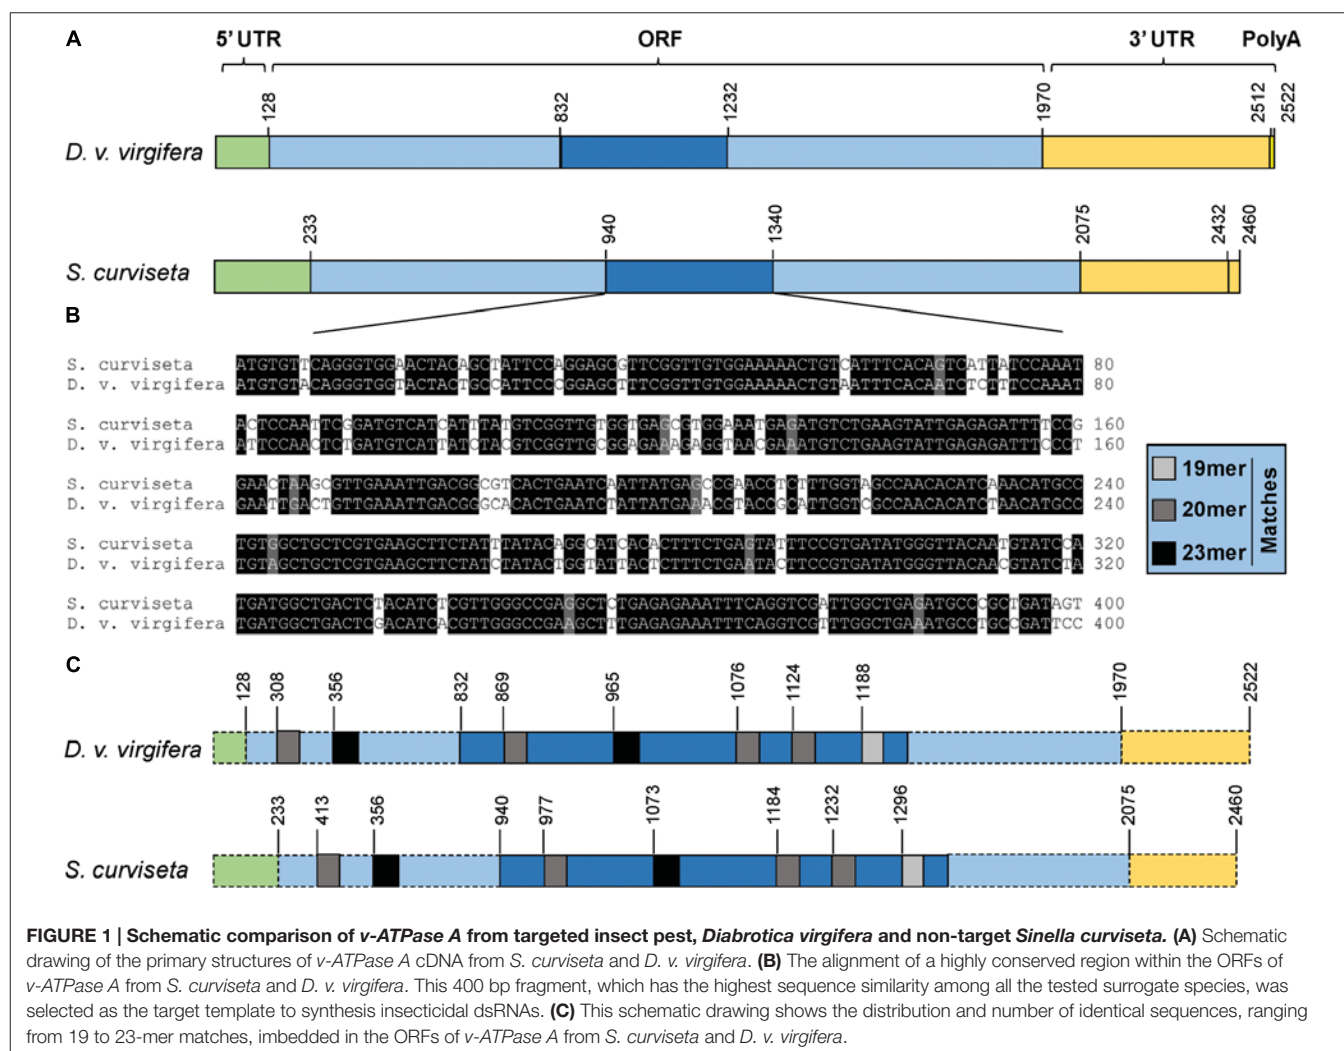 A
5' UTR ORF 3' UTR PolyA
128 832 1232 1970 2512 2522
D. v. virgifera
233 940 1340 2075 2432 2460
S. curviseta
B
S. curviseta ATGTGTTCAGGGTGGAACTACAGCTATTCCAGGAGCGTTCGGTTGTGGAAAAACTGTCATTTCACAGTCATTATCCAAAT 80
D. v. virgifera ATGTGTACAGGGTGGTACTACTGCCATTCCCGGAGCTTTCGGTTGTGGAAAAACTGTAATTTCACAATCTCTTTCCAAAT 80
S. curviseta ACTCCAATTCGGATGTCATCATTTATGTCGGTTGTGGTGAGCGTGGAAATGAGATGTCTGAAGTATTGAGAGATTTTCCG 160
D. v. virgifera ATTCCAACTCTGATGTCATTATCTACGTCGGTTGCGGAGAAAGAGGTAACGAAATGTCTGAAGTATTGAGAGATTTCCCT 160
S. curviseta GAACTAAGCGTTGAAATTGACGGCGTCACTGAATCAATTATGAGCCGAACCTCTTTGGTAGCCAACACATCAAACATGCC 240
D. v. virgifera GAATTGACTGTTGAAATTGACGGGCACACTGAATCTATTATGAAACGTACCGCATTGGTCGCCAACACATCTAACATGCC 240
S. curviseta TGTGGCTGCTCGTGAAGCTTCTATTTATACAGGCATCACACTTTCTGAGTATTTCCGTGATATGGGTTACAATGTATCCA 320
D. v. virgifera TGTAGCTGCTCGTGAAGCTTCTATCTATACTGGTATTACTCTTTCTGAATACTTCCGTGATATGGGTTACAACGTATCTA 320
S. curviseta TGATGGCTGACTCTACATCTCGTTGGGCCGAGGCTCTGAGAGAAATTTCAGGTCGATTGGCTGAGATGCCCGCTGATAGT 400
D. v. virgifera TGATGGCTGACTCGACATCACGTTGGGCCGAAGCTTTGAGAGAAATTTCAGGTCGTTTGGCTGAAATGCCTGCCGATTCC 400
19mer
20mer
23mer
Matches
C
128 308 356 832 869 965 1076 1124 1188 1970 2522
D. v. virgifera
233 413 356 940 977 1073 1184 1232 1296 2075 2460
S. curviseta
FIGURE 1 | Schematic comparison of v-ATPase A from targeted insect pest, Diabrotica virgifera and non-target Sinella curviseta. (A) Schematic
drawing of the primary structures of v-ATPase A cDNA from S. curviseta and D. v. virgifera. (B) The alignment of a highly conserved region within the ORFs of
v-ATPase A from S. curviseta and D. v. virgifera. This 400 bp fragment, which has the highest sequence similarity among all the tested surrogate species, was
selected as the target template to synthesis insecticidal dsRNAs. (C) This schematic drawing shows the distribution and number of identical sequences, ranging
from 19 to 23-mer matches, imbedded in the ORFs of v-ATPase A from S. curviseta and D. v. virgifera.